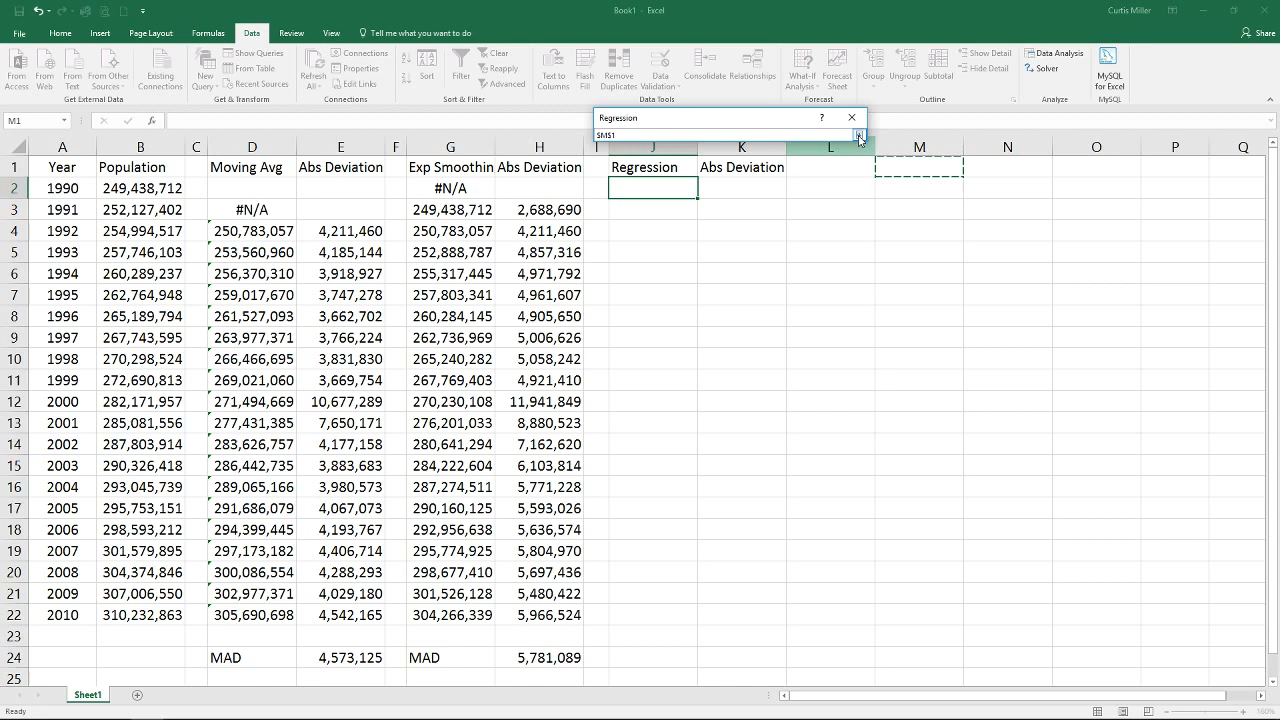 Book1 - Excel
Curtis Miller
File Home Insert Page Layout Formulas Data Review View Tell me what you want to do Share
From Access
From Web
From Text
From Other Sources
Existing Connections
Get External Data
New Query
Show Queries
From Table
Recent Sources
Get & Transform
Refresh All
Connections
Properties
Edit Links
Connections
Sort
Filter
Clear
Reapply
Advanced
Sort & Filter
Text to Columns
Flash Fill
Remove Duplicates
Data Validation
Consolidate
Relationships
Data Tools
What-If Analysis
Forecast Sheet
Forecast
Group
Ungroup
Subtotal
Show Detail
Hide Detail
Outline
Data Analysis
Solver
Analyze
MySQL for Excel
MySQL
M1 fx
Regression ?
$M$1
A B C D E F G H I J K L M N O P Q
1 Year Population Moving Avg Abs Deviation Exp Smoothin Abs Deviation Regression Abs Deviation
2 1990 249,438,712 #N/A
3 1991 252,127,402 #N/A 249,438,712 2,688,690
4 1992 254,994,517 250,783,057 4,211,460 250,783,057 4,211,460
5 1993 257,746,103 253,560,960 4,185,144 252,888,787 4,857,316
6 1994 260,289,237 256,370,310 3,918,927 255,317,445 4,971,792
7 1995 262,764,948 259,017,670 3,747,278 257,803,341 4,961,607
8 1996 265,189,794 261,527,093 3,662,702 260,284,145 4,905,650
9 1997 267,743,595 263,977,371 3,766,224 262,736,969 5,006,626
10 1998 270,298,524 266,466,695 3,831,830 265,240,282 5,058,242
11 1999 272,690,813 269,021,060 3,669,754 267,769,403 4,921,410
12 2000 282,171,957 271,494,669 10,677,289 270,230,108 11,941,849
13 2001 285,081,556 277,431,385 7,650,171 276,201,033 8,880,523
14 2002 287,803,914 283,626,757 4,177,158 280,641,294 7,162,620
15 2003 290,326,418 286,442,735 3,883,683 284,222,604 6,103,814
16 2004 293,045,739 289,065,166 3,980,573 287,274,511 5,771,228
17 2005 295,753,151 291,686,079 4,067,073 290,160,125 5,593,026
18 2006 298,593,212 294,399,445 4,193,767 292,956,638 5,636,574
19 2007 301,579,895 297,173,182 4,406,714 295,774,925 5,804,970
20 2008 304,374,846 300,086,554 4,288,293 298,677,410 5,697,436
21 2009 307,006,550 302,977,371 4,029,180 301,526,128 5,480,422
22 2010 310,232,863 305,690,698 4,542,165 304,266,339 5,966,524
23
24 MAD 4,573,125 MAD 5,781,089
25
Sheet1
Ready
160%